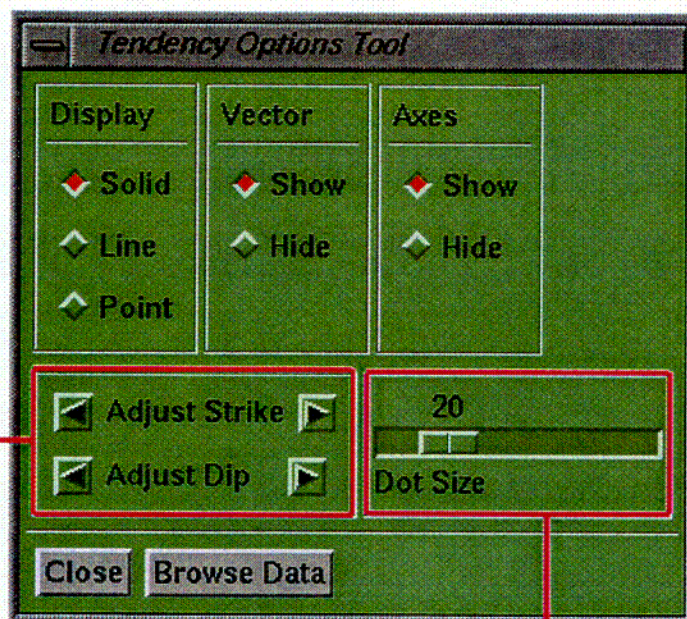 Tendency Options Tool
Display
Solid
Line
Point
Vector
Show
Hide
Axes
Show
Hide
Adjust Strike
Adjust Dip
20
Dot Size
Close
Browse Data